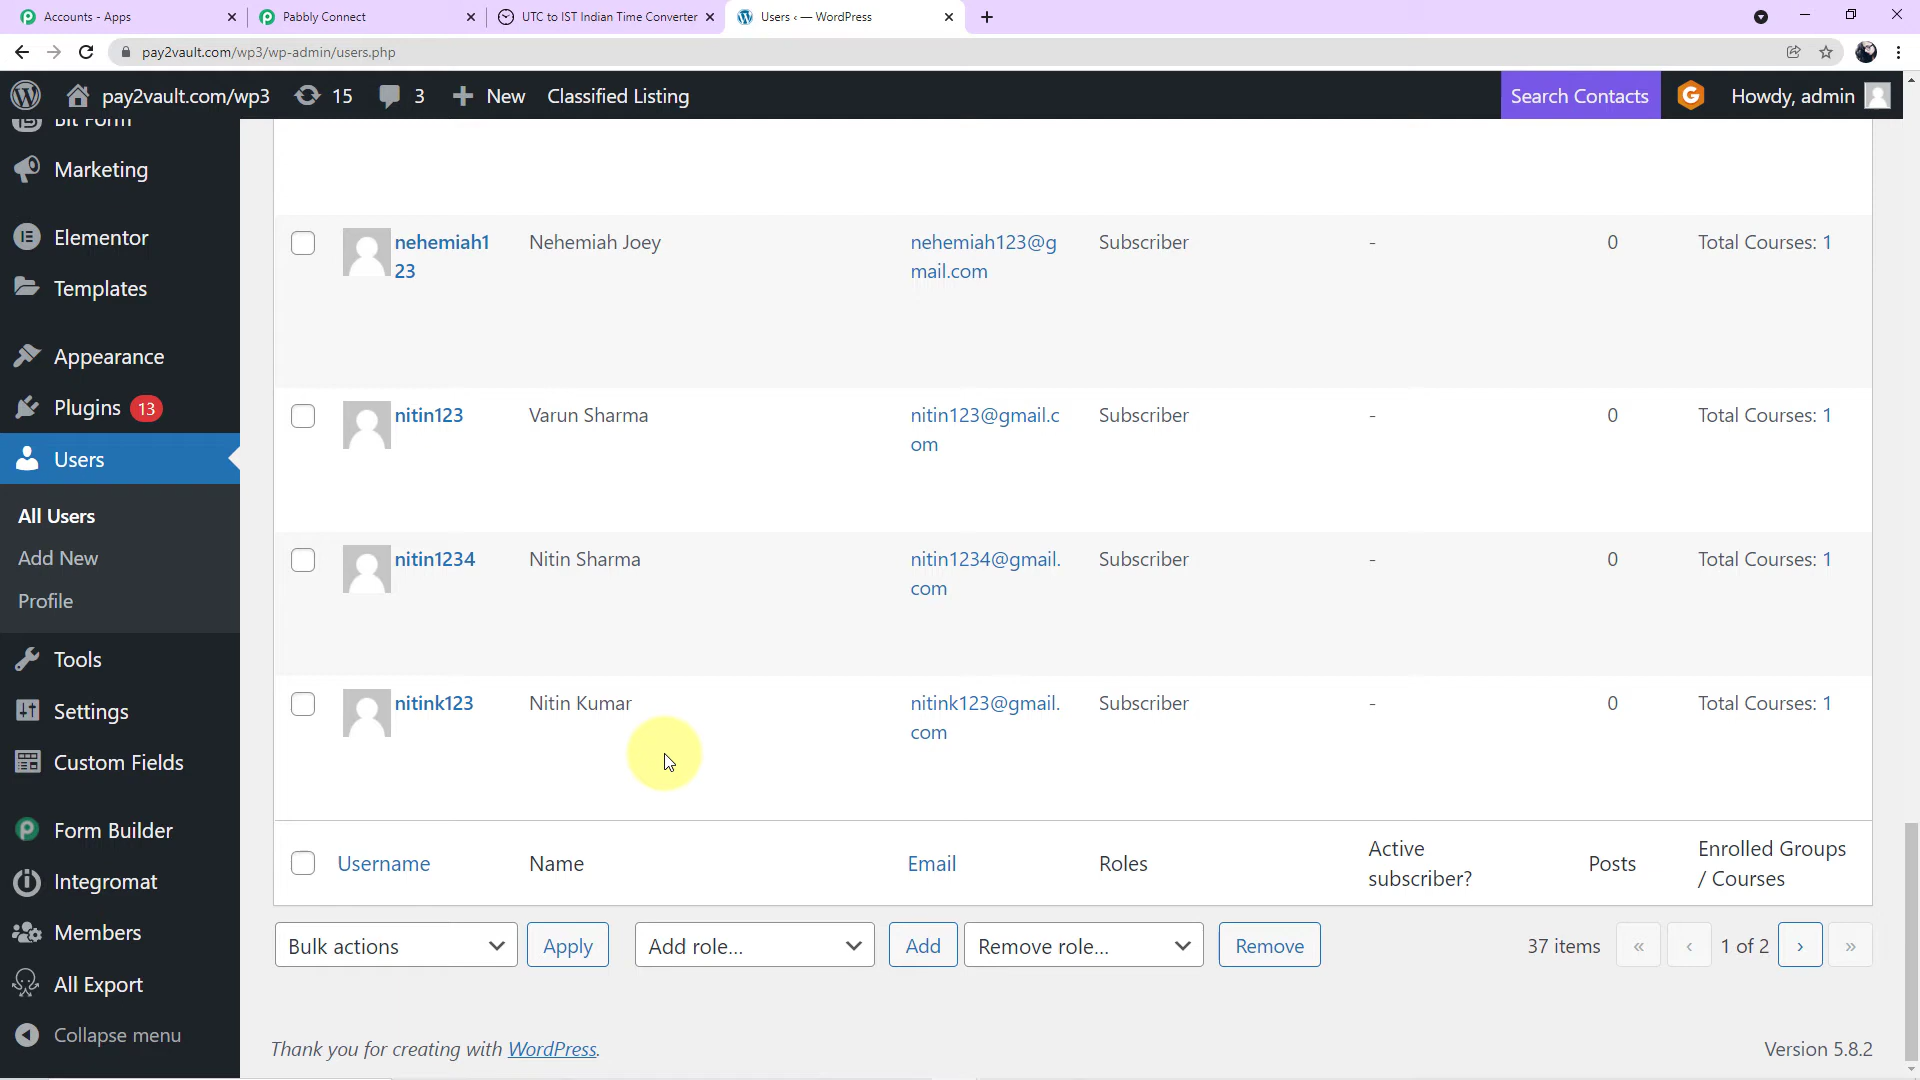 Accounts - Apps
Pabbly Connect
UTC to IST Indian Time Converter
Users ‹ — WordPress
pay2vault.com/wp3/wp-admin/users.php
pay2vault.com/wp3
15
3
New
Classified Listing
Search Contacts
Howdy, admin
Bit Form
Marketing
Elementor
Templates
Appearance
Plugins 13
Users
All Users
Add New
Profile
Tools
Settings
Custom Fields
Form Builder
Integromat
Members
All Export
Collapse menu
nehemiah1
23
Nehemiah Joey
nehemiah123@g
mail.com
Subscriber
-
0
Total Courses: 1
nitin123
Varun Sharma
nitin123@gmail.c
om
Subscriber
-
0
Total Courses: 1
nitin1234
Nitin Sharma
nitin1234@gmail.
com
Subscriber
-
0
Total Courses: 1
nitink123
Nitin Kumar
nitink123@gmail.
com
Subscriber
-
0
Total Courses: 1
Username
Name
Email
Roles
Active
subscriber?
Posts
Enrolled Groups
/ Courses
Bulk actions
Apply
Add role...
Add
Remove role...
Remove
37 items
«
‹
1 of 2
›
»
Thank you for creating with WordPress.
Version 5.8.2